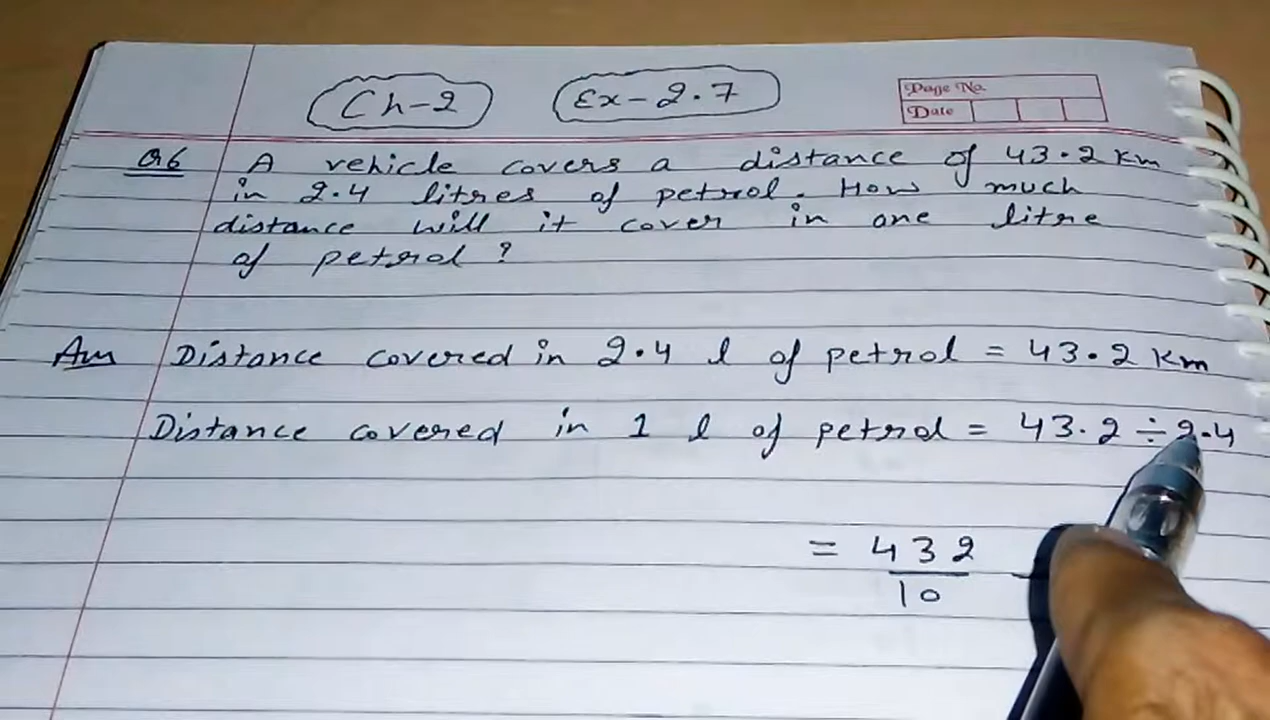 Ch-2 Ex-2.7
Page No.
Date
Q6 A vehicle covers a distance of 43.2 km
in 2.4 litres of petrol. How much
distance will it cover in one litre
of petrol ?
Ans Distance covered in 2.4 l of petrol = 43.2 km
Distance covered in 1 l of petrol = 43.2 ÷ 2.4
= 432
10